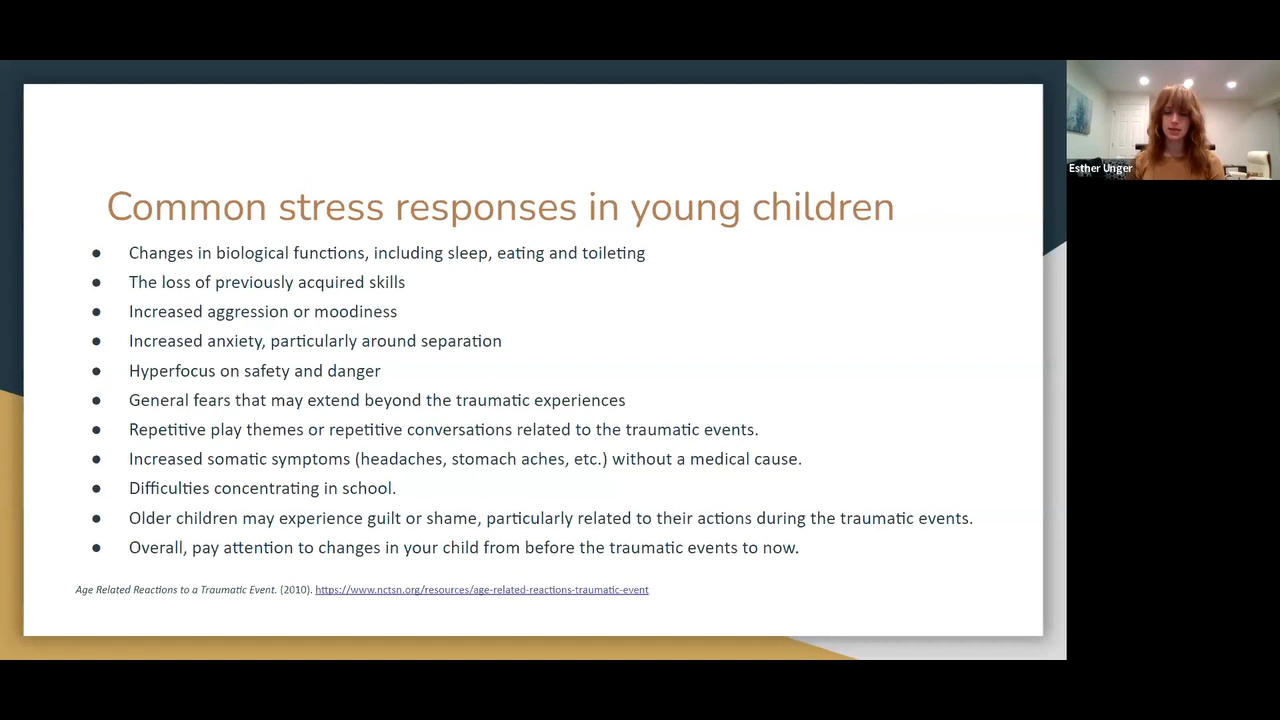 Common stress responses in young children
● Changes in biological functions, including sleep, eating and toileting
● The loss of previously acquired skills
● Increased aggression or moodiness
● Increased anxiety, particularly around separation
● Hyperfocus on safety and danger
● General fears that may extend beyond the traumatic experiences
● Repetitive play themes or repetitive conversations related to the traumatic events.
● Increased somatic symptoms (headaches, stomach aches, etc.) without a medical cause.
● Difficulties concentrating in school.
● Older children may experience guilt or shame, particularly related to their actions during the traumatic events.
● Overall, pay attention to changes in your child from before the traumatic events to now.
Age Related Reactions to a Traumatic Event. (2010). https://www.nctsn.org/resources/age-related-reactions-traumatic-event
Esther Unger